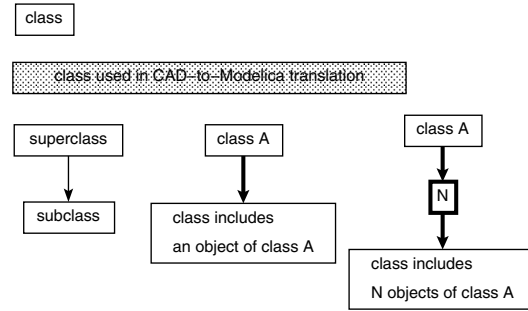 class
class used in CAD–to–Modelica translation
superclass
subclass
class A
class includes
an object of class A
class A
N
class includes
N objects of class A